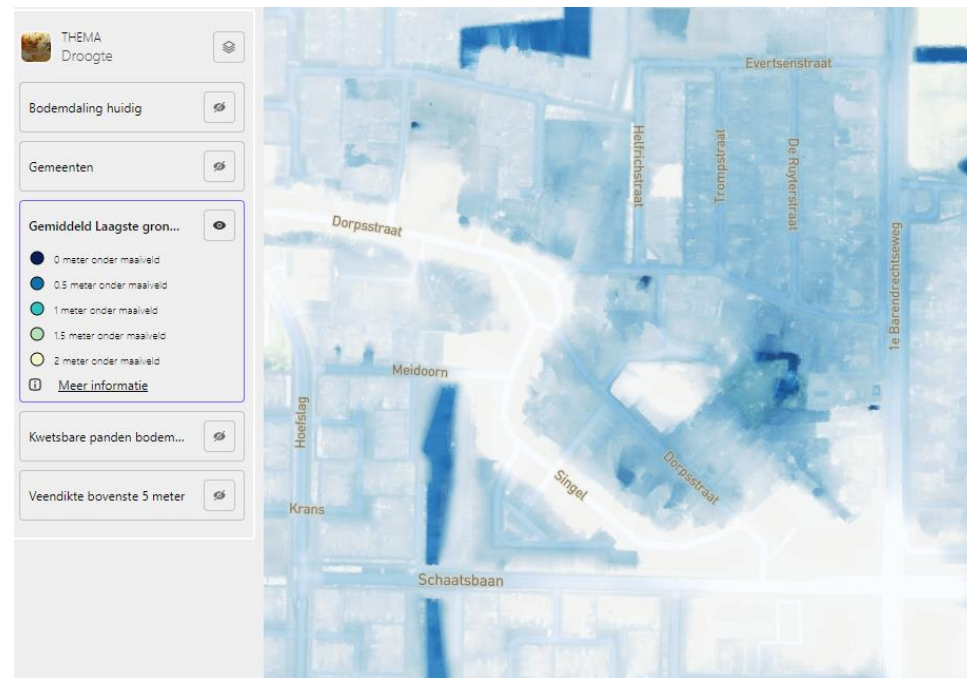 THEMA
Droogte
Bodemdaling huidig
Gemeenten
Gemiddeld Laagste gron...
0 meter onder maaiveld
0.5 meter onder maaiveld
1 meter onder maaiveld
1.5 meter onder maaiveld
2 meter onder maaiveld
Meer informatie
Kwetsbare panden bodem...
Veendikte bovenste 5 meter
Evertsenstraat
Helfrichstraat
Trompstraat
De Ruyterstraat
Dorpsstraat
1e Barendrechtseweg
Meidoorn
Hoefslag
Dorpsstraat
Singel
Krans
Schaatsbaan